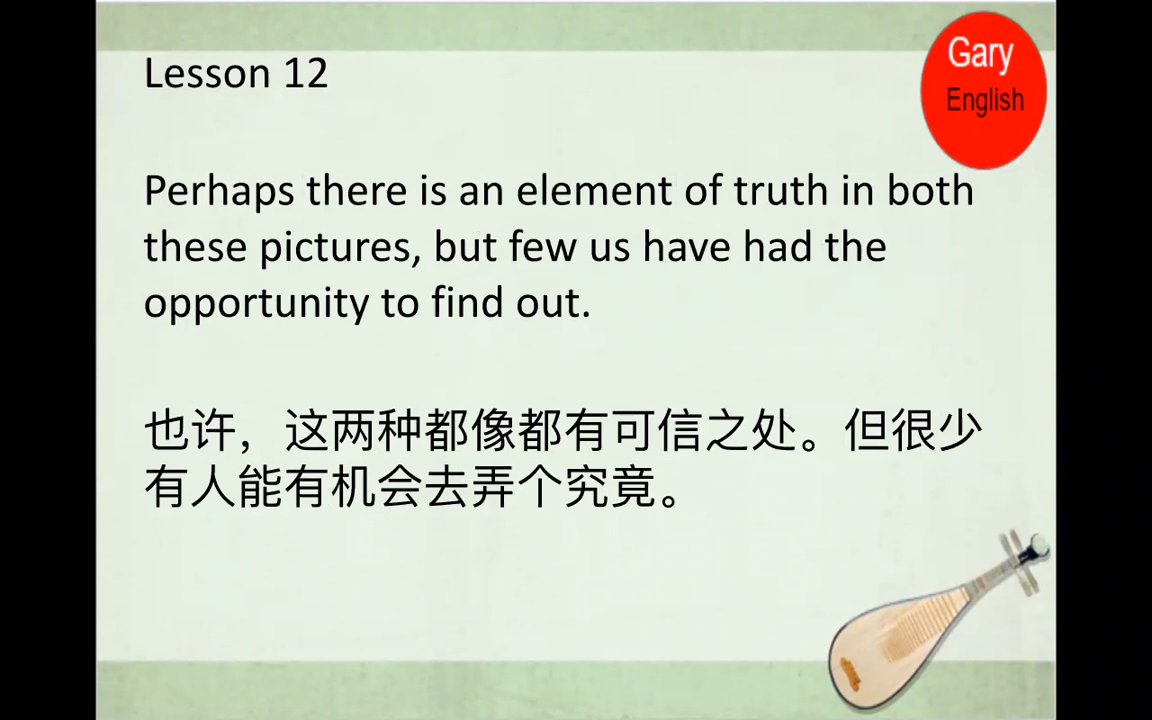 Lesson 12
Gary
English
Perhaps there is an element of truth in both
these pictures, but few us have had the
opportunity to find out.
也许，这两种都像都有可信之处。但很少
有人能有机会去弄个究竟。